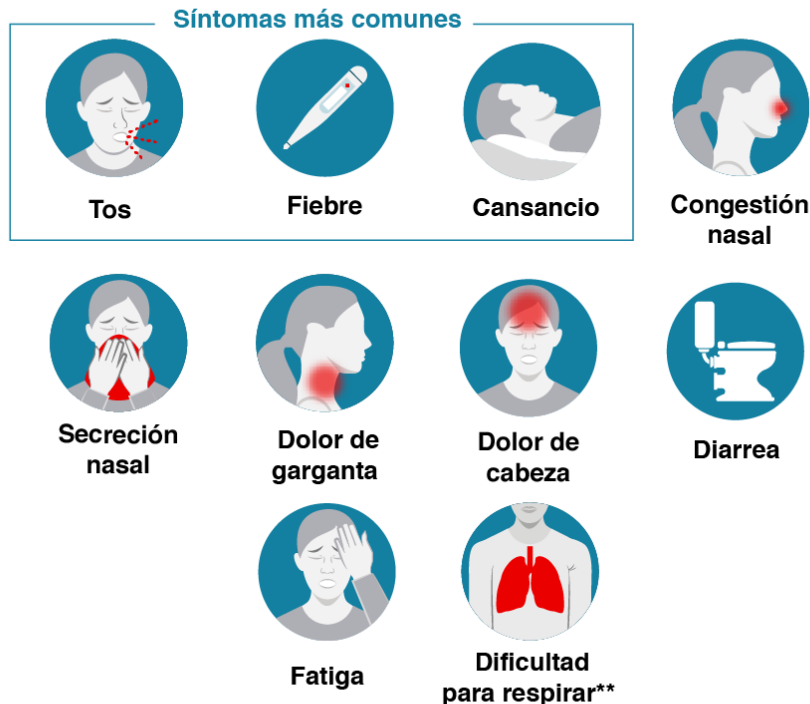 Síntomas más comunes
Tos
Fiebre
Cansancio
Congestión
nasal
Secreción
nasal
Dolor de
garganta
Dolor de
cabeza
Diarrea
Fatiga
Dificultad
para respirar**